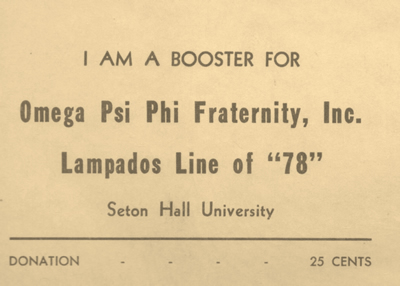 I AM A BOOSTER FOR
Omega Psi Phi Fraternity, Inc.
Lampados Line of "78"
Seton Hall University
DONATION - - - - 25 CENTS